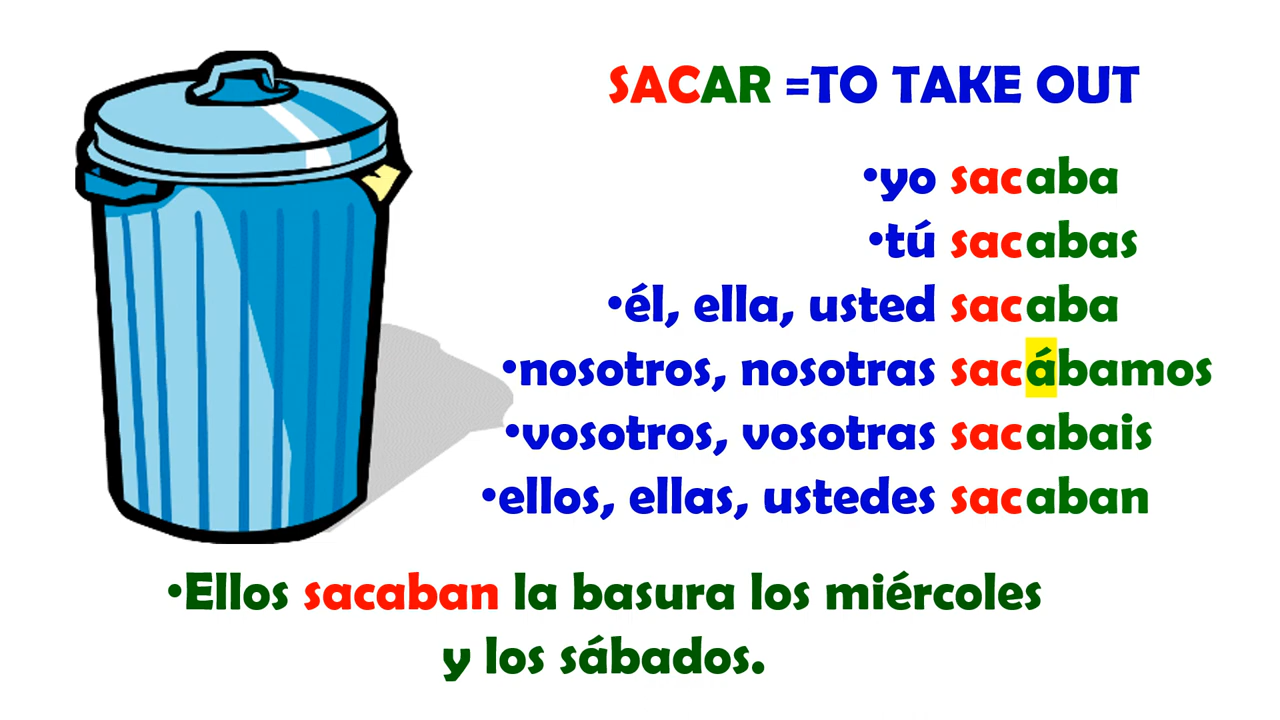 SACAR =TO TAKE OUT
•yo sacaba
•tú sacabas
•él, ella, usted sacaba
•nosotros, nosotras sacábamos
•vosotros, vosotras sacabais
•ellos, ellas, ustedes sacaban
•Ellos sacaban la basura los miércoles
y los sábados.